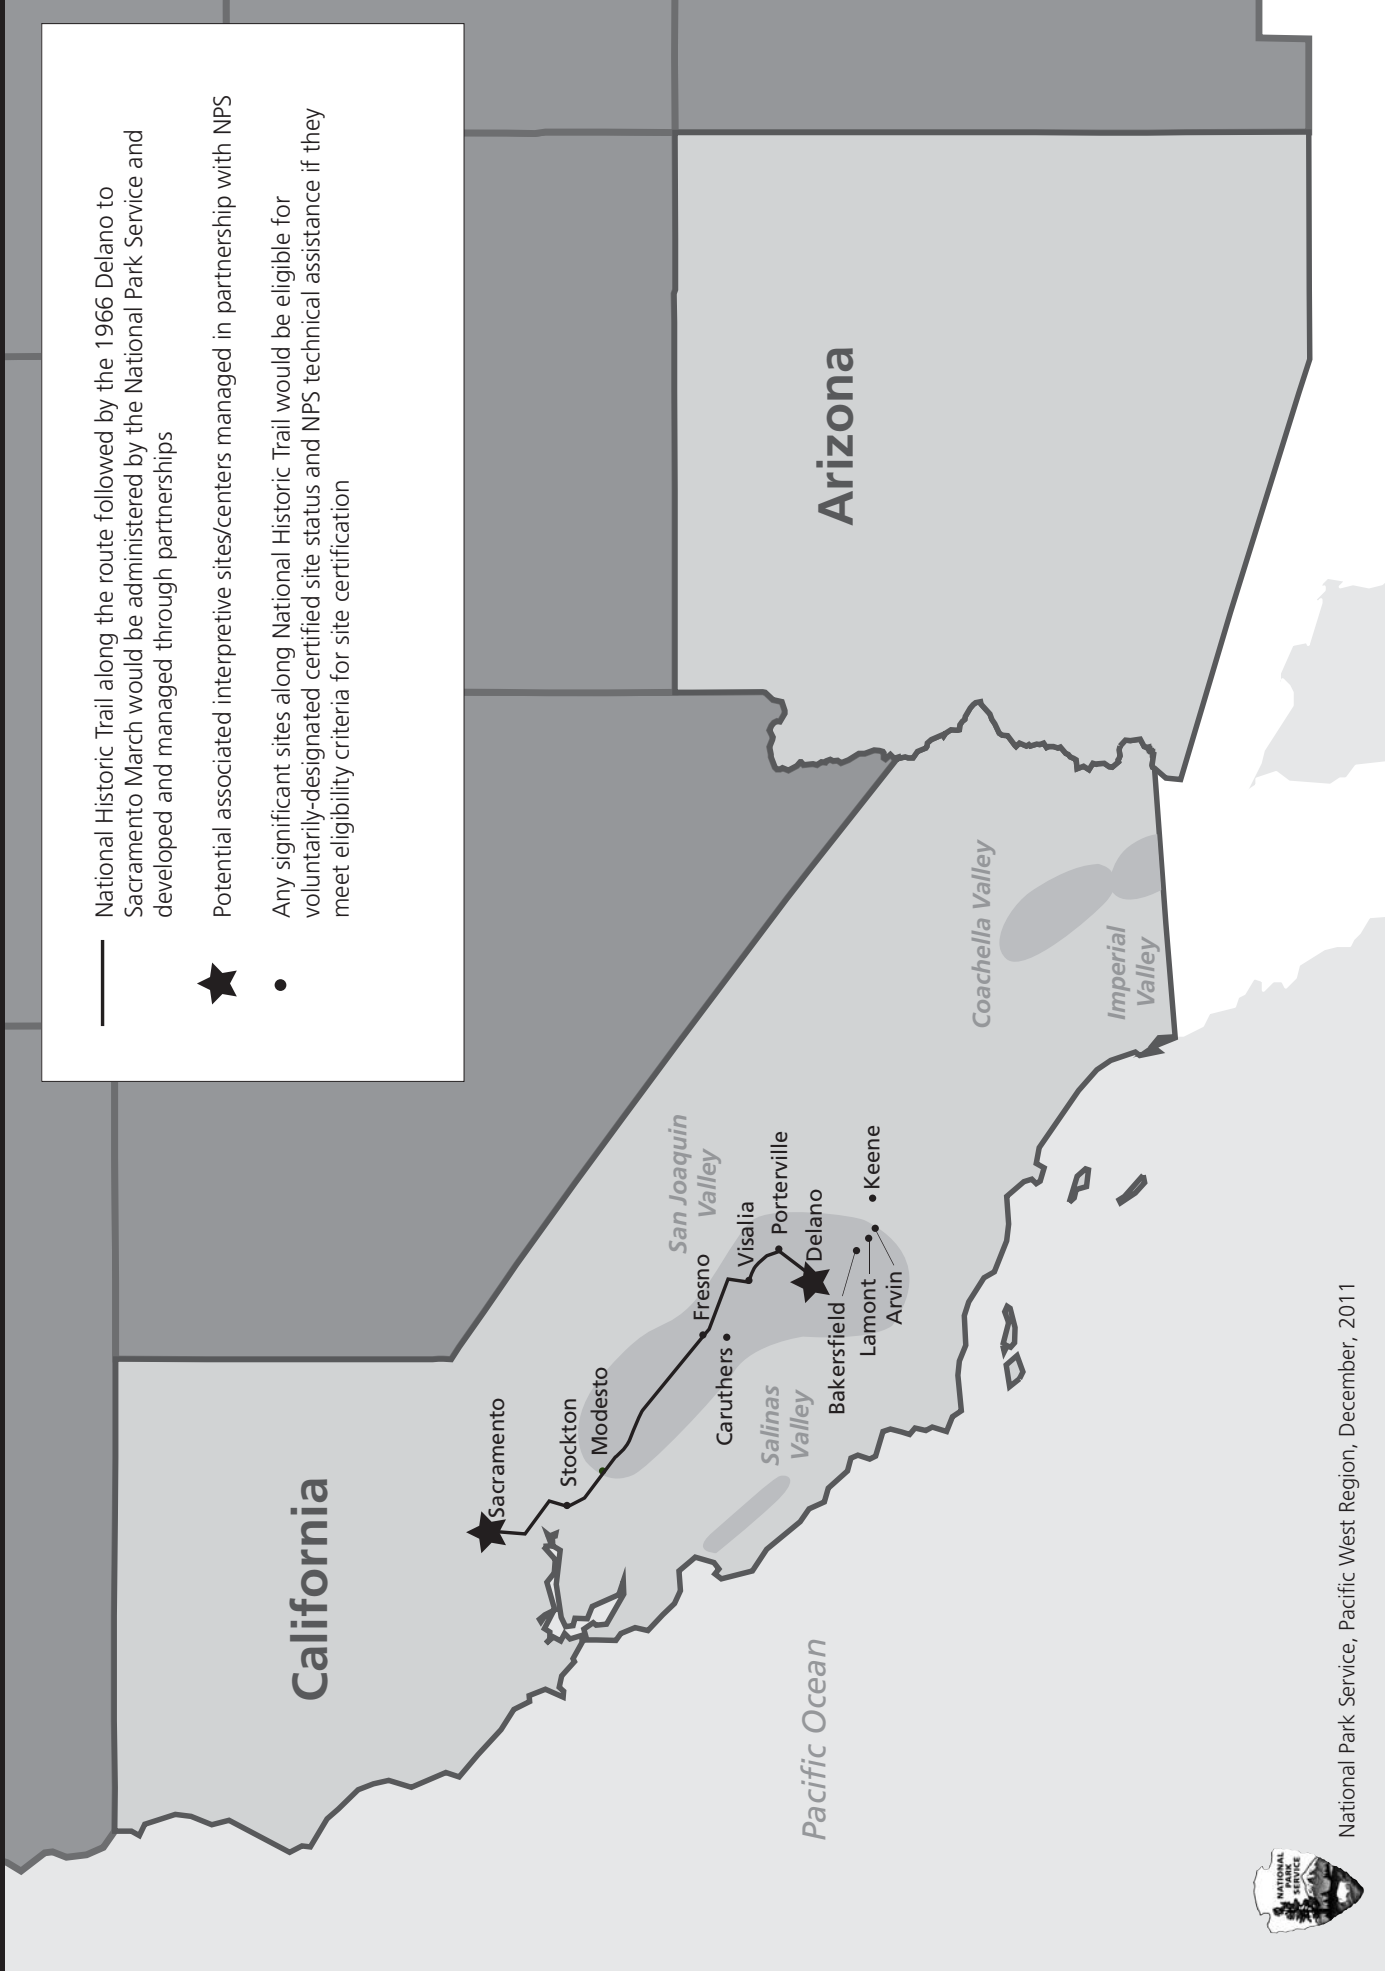 National Historic Trail along the route followed by the 1966 Delano to
Sacramento March would be administered by the National Park Service and
developed and managed through partnerships
Potential associated interpretive sites/centers managed in partnership with NPS
Any significant sites along National Historic Trail would be eligible for
voluntarily-designated certified site status and NPS technical assistance if they
meet eligibility criteria for site certification
California
Sacramento
Stockton
Modesto
San Joaquin
Valley
Fresno
Caruthers
Visalia
Porterville
Delano
Salinas
Valley
Bakersfield
Lamont
Arvin
Keene
Arizona
Coachella Valley
Imperial
Valley
Pacific Ocean
NATIONAL
PARK
SERVICE
National Park Service, Pacific West Region, December, 2011